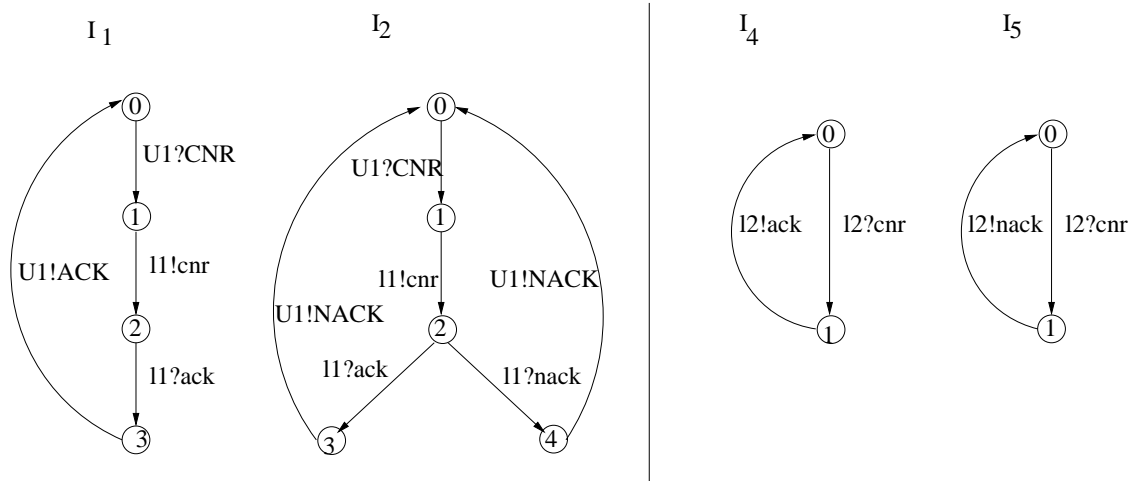 I1
I2
I4
I5
0
U1?CNR
1
U1!ACK
l1!cnr
2
l1?ack
3
0
U1?CNR
1
l1!cnr
U1!NACK
U1!NACK
2
l1?ack
l1?nack
3
4
0
l2!ack
l2?cnr
1
0
l2!nack
l2?cnr
1